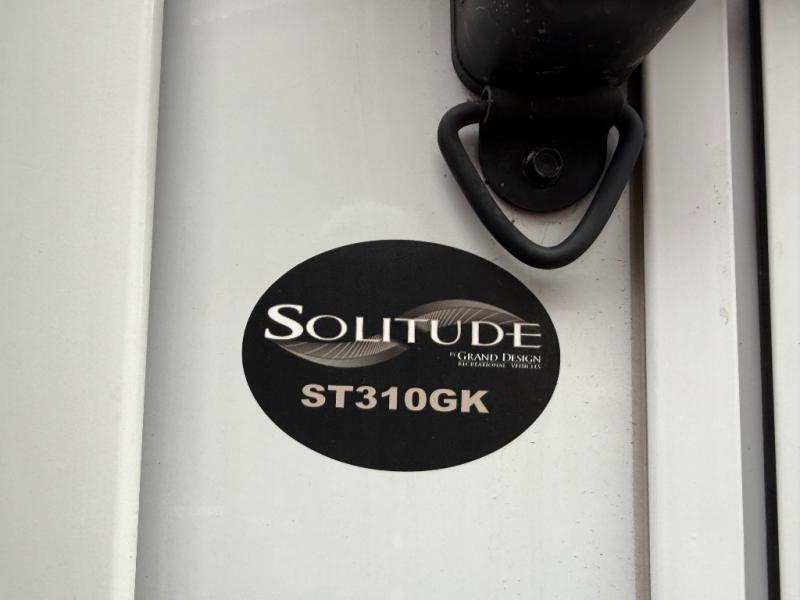 SOLITUDE
BY GRAND DESIGN
RECREATIONAL VEHICLES
ST310GK